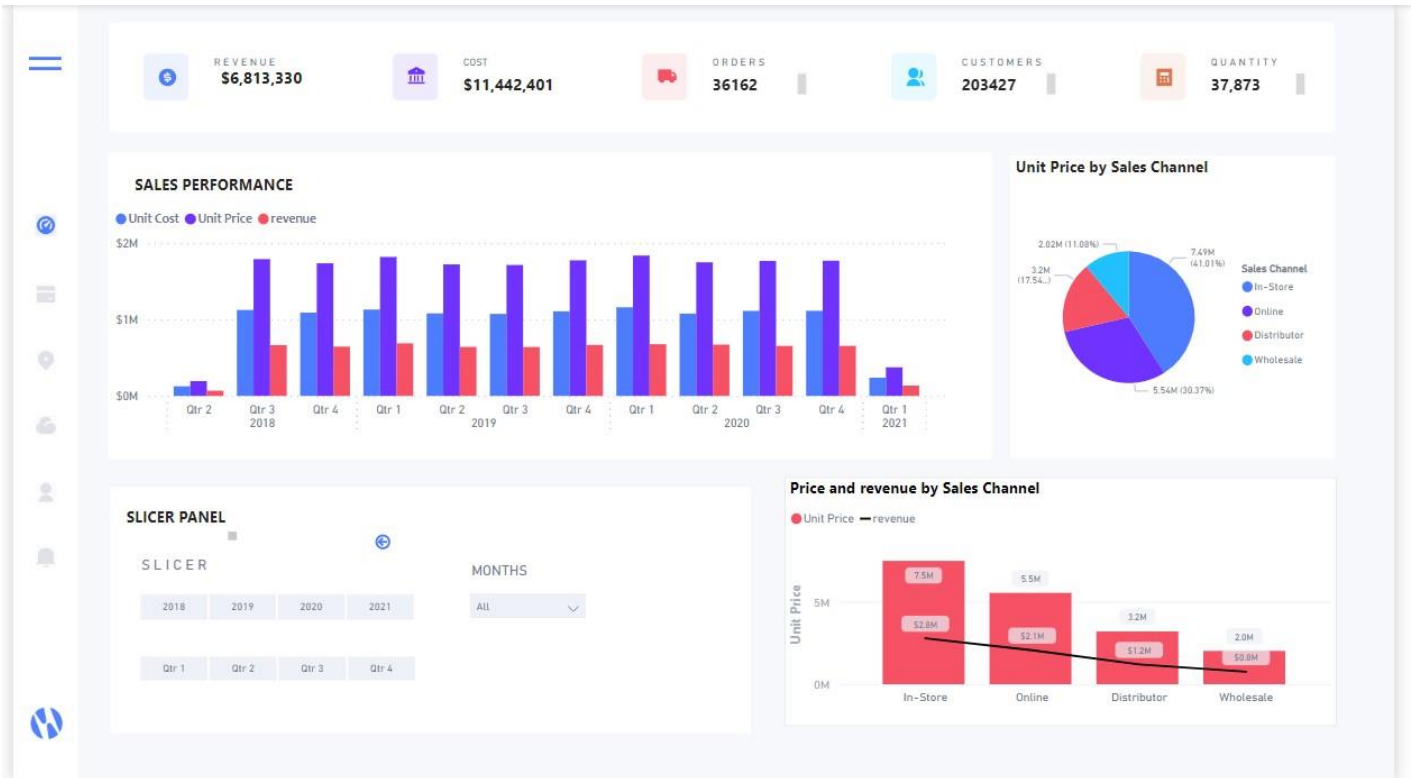 REVENUE
$6,813,330
COST
$11,442,401
ORDERS
36162
CUSTOMERS
203427
QUANTITY
37,873
SALES PERFORMANCE
Unit Cost Unit Price revenue
$2M
$1M
$0M
Qtr 2 Qtr 3 Qtr 4 Qtr 1 Qtr 2 Qtr 3 Qtr 4 Qtr 1 Qtr 2 Qtr 3 Qtr 4 Qtr 1
2018 2019 2020 2021
Unit Price by Sales Channel
2.02M (11.08%)
7.49M
(41.01%)
3.2M
(17.54...)
5.54M (30.37%)
Sales Channel
In-Store
Online
Distributor
Wholesale
SLICER PANEL
SLICER
2018 2019 2020 2021
Qtr 1 Qtr 2 Qtr 3 Qtr 4
MONTHS
All
Price and revenue by Sales Channel
Unit Price revenue
Unit Price
5M
0M
7.5M
5.5M
3.2M
2.0M
$2.8M
$2.1M
$1.2M
$0.8M
In-Store Online Distributor Wholesale